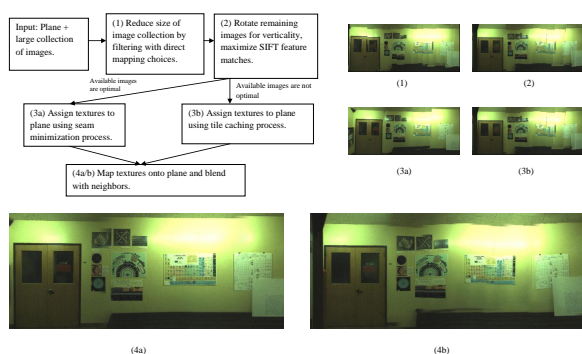 Input: Plane +
large collection
of images.
(1) Reduce size of
image collection by
filtering with direct
mapping choices.
(2) Rotate remaining
images for verticality,
maximize SIFT feature
matches.
Available images
are optimal
Available images are not
optimal
(3a) Assign textures to
plane using seam
minimization process.
(3b) Assign textures to plane
using tile caching process.
(4a/b) Map textures onto plane and blend
with neighbors.
(1)
(2)
(3a)
(3b)
(4a)
(4b)